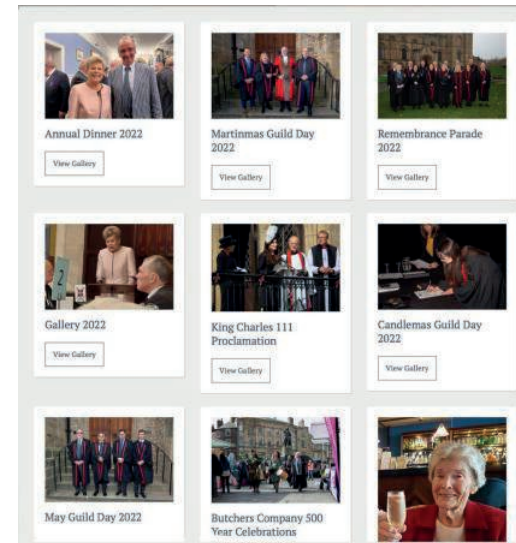 Annual Dinner 2022
View Gallery
Martinmas Guild Day
2022
View Gallery
Remembrance Parade
2022
View Gallery
2
Gallery 2022
View Gallery
King Charles 111
Proclamation
View Gallery
Candlemas Guild Day
2022
View Gallery
May Guild Day 2022
Butchers Company 500
Year Celebrations